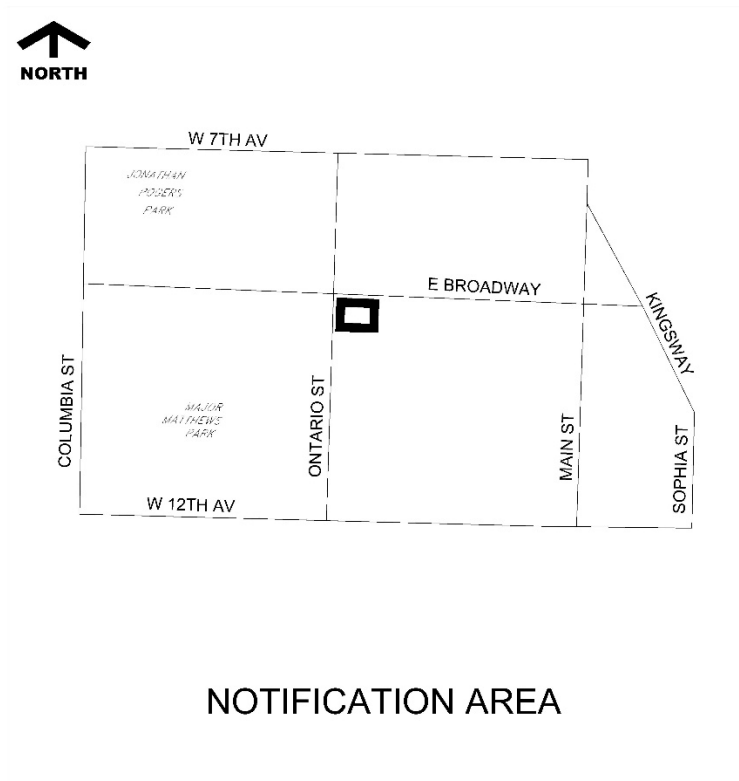 NORTH
W 7TH AV
JONATHAN
ROGERS
PARK
E BROADWAY
KINGSWAY
COLUMBIA ST
MAJOR
MATTHEWS
PARK
ONTARIO ST
MAIN ST
SOPHIA ST
W 12TH AV
NOTIFICATION AREA